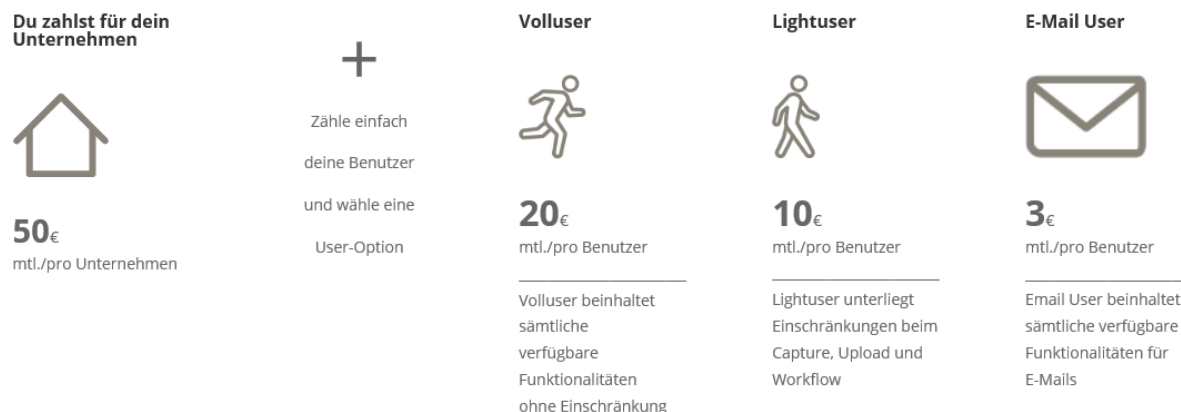 Du zahlst für dein
Unternehmen
50€
mtl./pro Unternehmen
+
Zähle einfach
deine Benutzer
und wähle eine
User-Option
Volluser
20€
mtl./pro Benutzer
Volluser beinhaltet
sämtliche
verfügbare
Funktionalitäten
ohne Einschränkung
Lightuser
10€
mtl./pro Benutzer
Lightuser unterliegt
Einschränkungen beim
Capture, Upload und
Workflow
E-Mail User
3€
mtl./pro Benutzer
Email User beinhaltet
sämtliche verfügbare
Funktionalitäten für
E-Mails